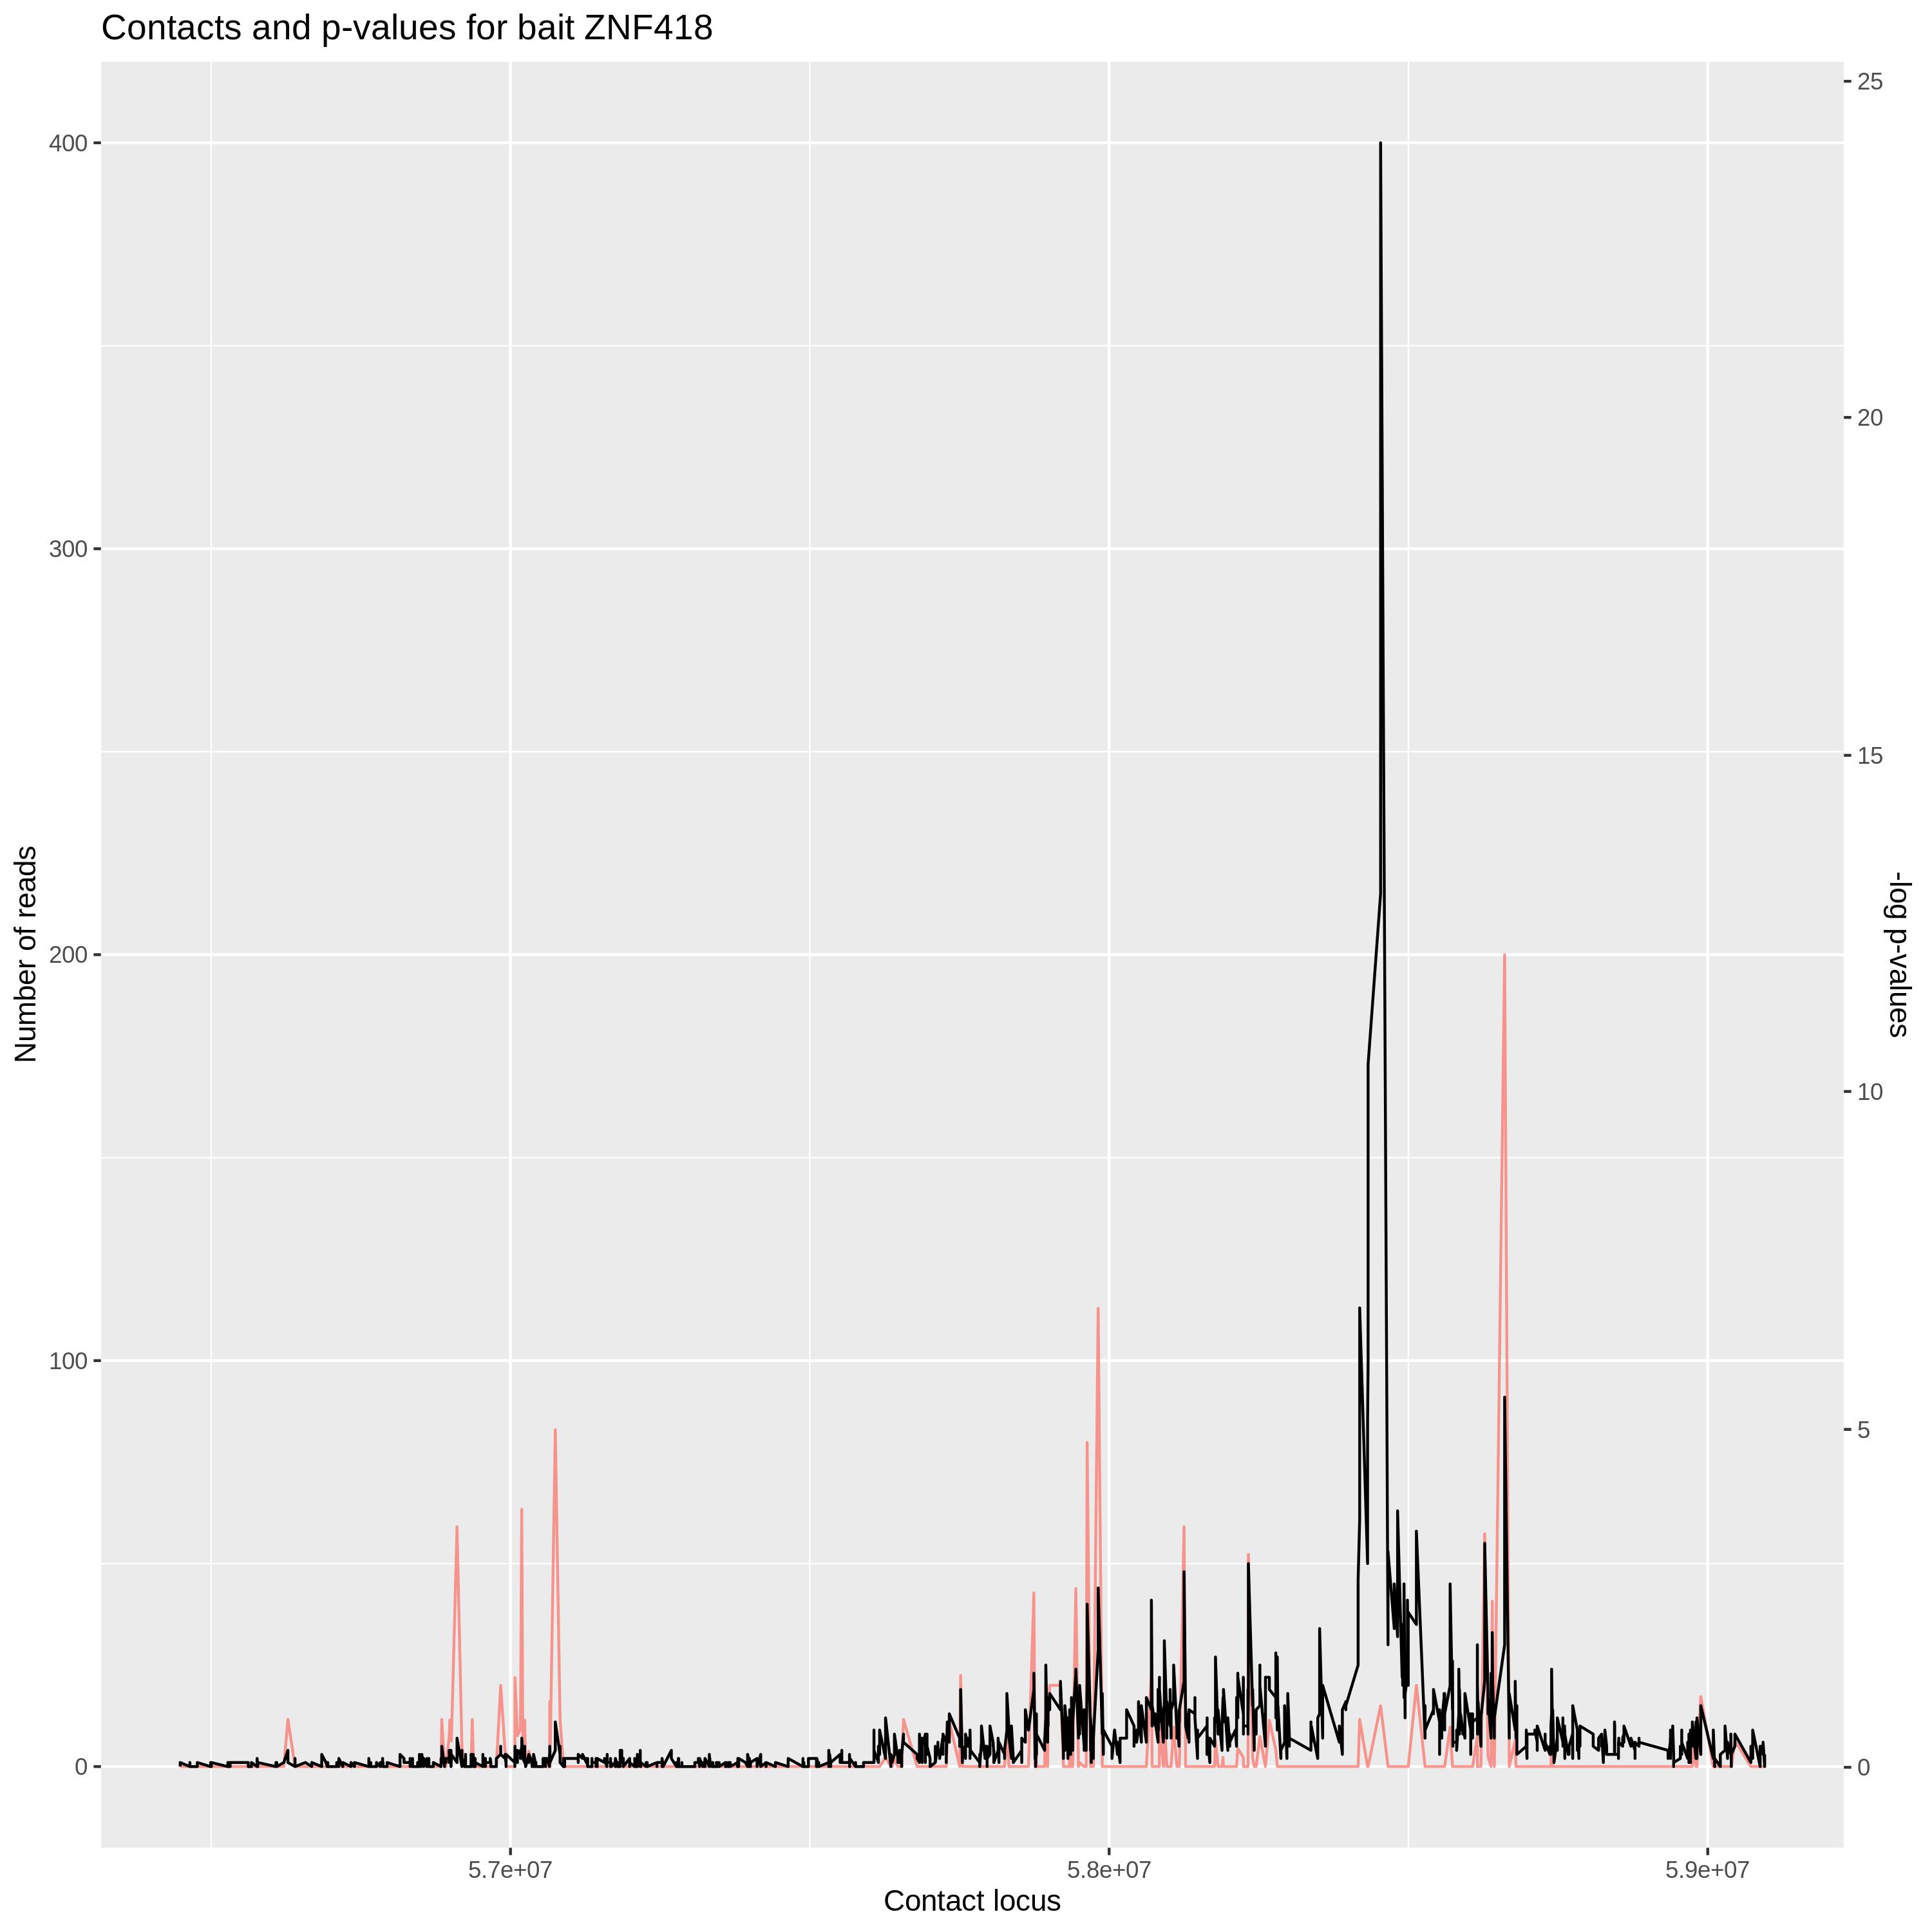 Contacts and p-values for bait ZNF418
25
400
20
300
15
Number of reads
-log p-values
200
10
100
5
0
0
5.7e+07
5.8e+07
5.9e+07
Contact locus